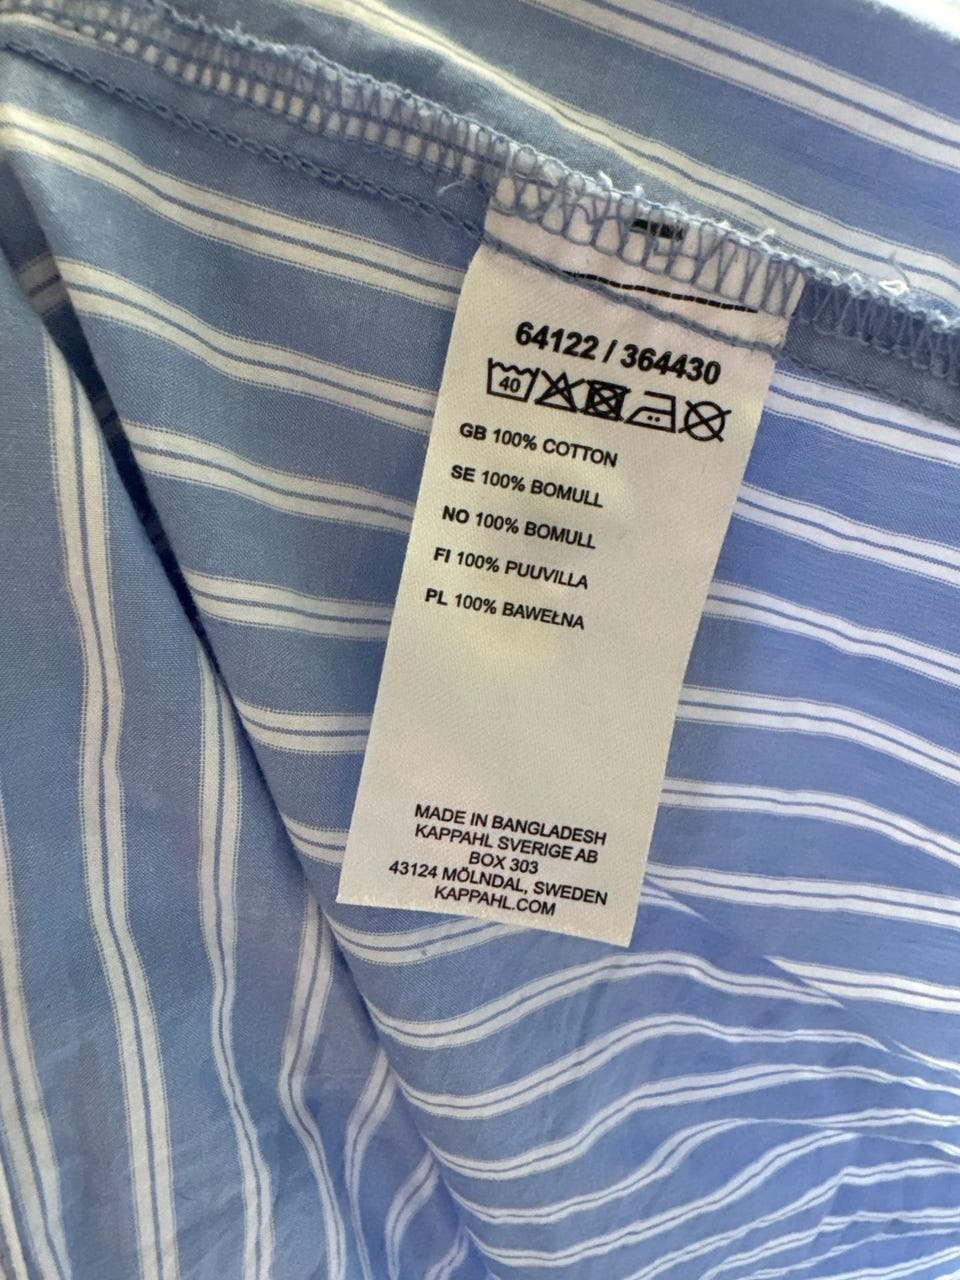 64122 / 364430
40
GB 100% COTTON
SE 100% BOMULL
NO 100% BOMULL
FI 100% PUUVILLA
PL 100% BAWEŁNA
MADE IN BANGLADESH
KAPPAHL SVERIGE AB
BOX 303
43124 MÖLNDAL, SWEDEN
KAPPAHL.COM